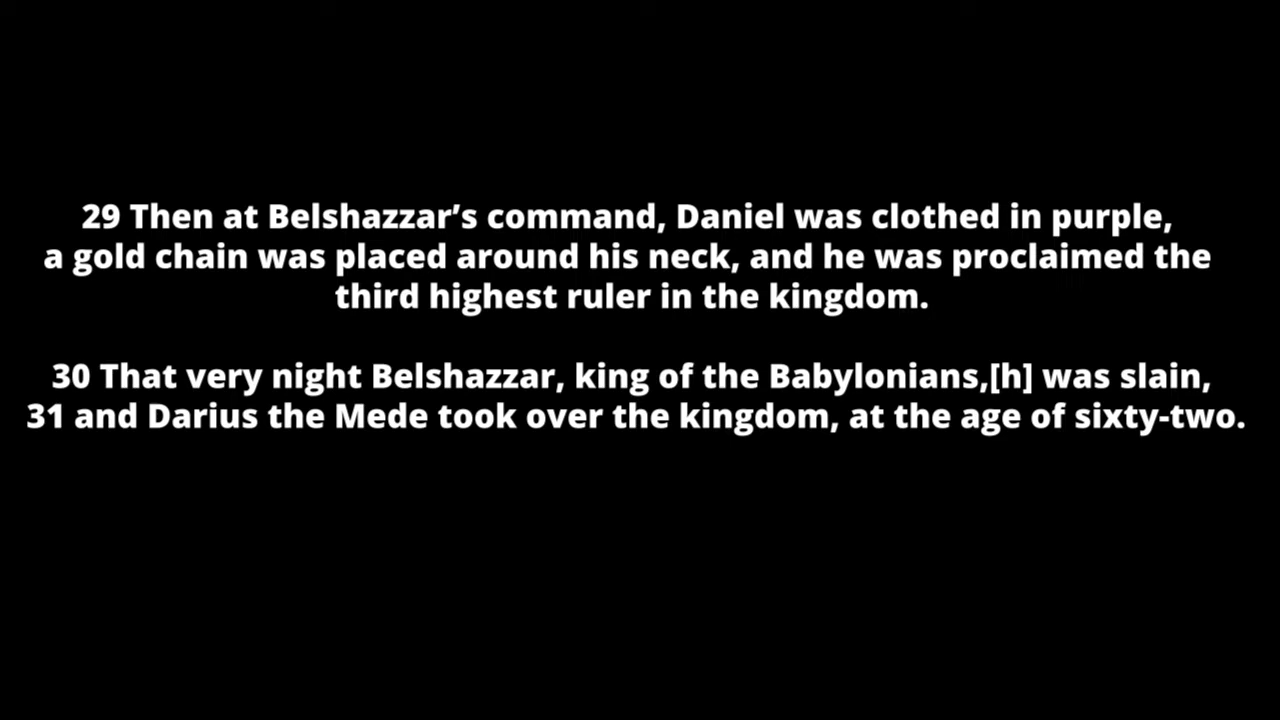 29 Then at Belshazzar’s command, Daniel was clothed in purple,
a gold chain was placed around his neck, and he was proclaimed the
third highest ruler in the kingdom.
30 That very night Belshazzar, king of the Babylonians,[h] was slain,
31 and Darius the Mede took over the kingdom, at the age of sixty-two.